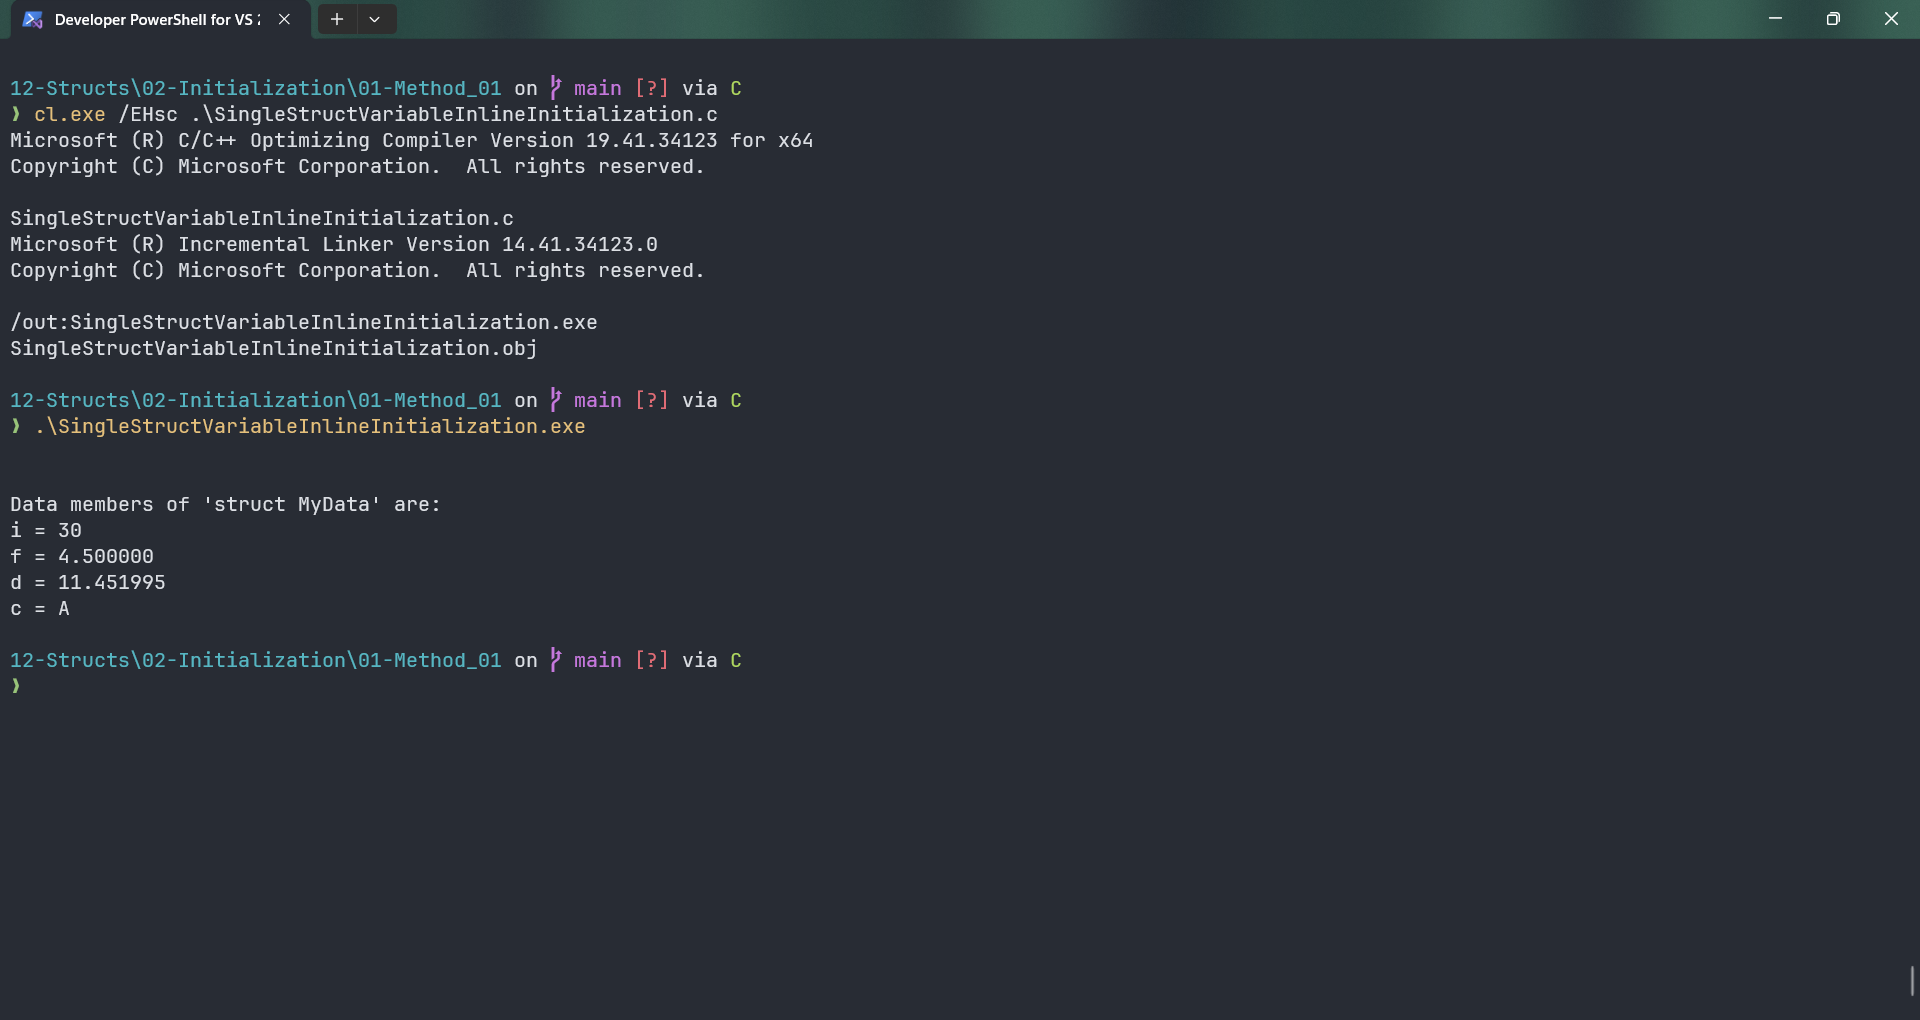 Developer PowerShell for VS 2
12-Structs\02-Initialization\01-Method_01 on main [?] via C
❯ cl.exe /EHsc .\SingleStructVariableInlineInitialization.c
Microsoft (R) C/C++ Optimizing Compiler Version 19.41.34123 for x64
Copyright (C) Microsoft Corporation.  All rights reserved.
SingleStructVariableInlineInitialization.c
Microsoft (R) Incremental Linker Version 14.41.34123.0
Copyright (C) Microsoft Corporation.  All rights reserved.
/out:SingleStructVariableInlineInitialization.exe
SingleStructVariableInlineInitialization.obj
12-Structs\02-Initialization\01-Method_01 on main [?] via C
❯ .\SingleStructVariableInlineInitialization.exe
Data members of 'struct MyData' are:
i = 30
f = 4.500000
d = 11.451995
c = A
12-Structs\02-Initialization\01-Method_01 on main [?] via C
❯